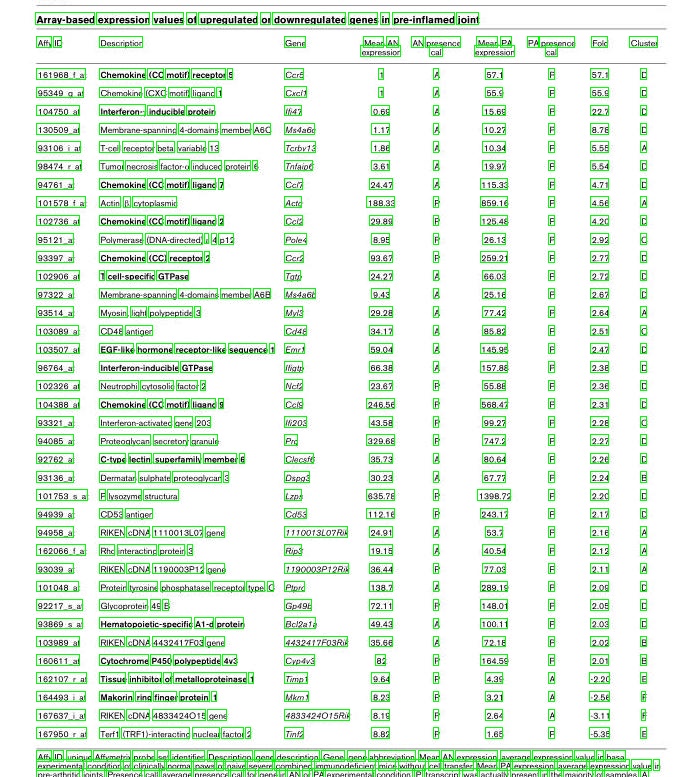 Array-based expression values of upregulated or downregulated genes in pre-inflamed joint
Affy ID Description Gene Mean AN expression AN presence call Mean PA expression PA presence call Fold Cluster
161968_f_at Chemokine (CC motif) receptor 5 Ccr5 1 A 57.1 P 57.1 D
95349_g_at Chemokine (CXC motif) ligand 1 Cxcl1 1 A 55.9 P 55.9 D
104750_at Interferon- inducible protein Ifi47 0.69 A 15.69 P 22.7 D
130509_at Membrane-spanning 4-domains member A6C Ms4a6c 1.17 A 10.27 P 8.78 D
93106_i_at T-cell receptor beta, variable 13 Tcrbv13 1.86 A 10.34 P 5.55 A
98474_r_at Tumor necrosis factor-α induced protein 6 Tnfaip6 3.61 A 19.97 P 5.54 D
94761_at Chemokine (CC motif) ligand 7 Ccl7 24.47 A 115.33 P 4.71 D
101578_f_at Actin, β, cytoplasmic Actb 188.33 P 859.16 P 4.56 A
102736_at Chemokine (CC motif) ligand 2 Ccl2 29.89 A 125.48 P 4.20 D
95121_at Polymerase (DNA-directed), 4 p12 Pole4 8.95 P 26.13 P 2.92 C
93397_at Chemokine (CC) receptor 2 Ccr2 93.67 A 259.21 P 2.77 D
102906_at T cell-specific GTPase Tgtp 24.27 A 66.03 P 2.72 D
97322_at Membrane-spanning 4-domains member A6B Ms4a6b 9.43 A 25.16 P 2.67 D
93514_at Myosin, light polypeptide 3 Myl3 29.28 A 77.42 P 2.64 A
103089_at CD48 antigen Cd48 34.17 A 85.82 P 2.51 C
103507_at EGF-like hormone receptor-like sequence 1 Emr1 59.04 A 145.95 P 2.47 D
96764_at Interferon-inducible GTPase Iigtp 66.38 P 157.88 P 2.38 D
102326_at Neutrophil cytosolic factor 2 Ncf2 23.67 P 55.88 P 2.36 D
104388_at Chemokine (CC motif) ligand 9 Ccl9 246.56 P 568.47 P 2.31 D
93321_at Interferon-activated gene 203 Ifi203 43.58 P 99.27 P 2.28 C
94085_at Proteoglycan, secretory granule Prg 329.68 P 747.2 P 2.27 D
92762_at C-type lectin, superfamily member 6 Clecsf6 35.73 A 80.64 P 2.26 D
93136_at Dermatan sulphate proteoglycan 3 Dspg3 30.23 A 67.77 P 2.24 B
101753_s_at P lysozyme structural Lzps 635.78 P 1398.72 P 2.20 D
94939_at CD53 antigen Cd53 112.16 P 243.17 P 2.17 D
94958_at RIKEN cDNA 1110013L07 gene 1110013L07Rik 24.91 A 53.7 P 2.16 A
162066_f_at Rho interacting protein 3 Rip3 19.15 A 40.54 P 2.12 A
93039_at RIKEN cDNA 1190003P12 gene 1190003P12Rik 36.44 P 77.03 P 2.11 A
101048_at Protein tyrosine phosphatase receptor type C Ptprc 138.7 A 289.19 P 2.09 D
92217_s_at Glycoprotein 49 B Gp49b 72.11 P 148.01 P 2.05 D
93869_s_at Hematopoietic-specific A1-d protein Bcl2a1d 49.43 A 100.11 P 2.03 D
103989_at RIKEN cDNA 4432417F03 gene 4432417F03Rik 35.66 A 72.18 P 2.02 B
160611_at Cytochrome P450 polypeptide 4v3 Cyp4v3 82 P 164.59 P 2.01 B
162107_r_at Tissue inhibitor of metalloproteinase 1 Timp1 9.64 P 4.39 A -2.20 E
164493_i_at Makorin ring finger protein 1 Mkrn1 8.23 P 3.21 A -2.56 F
167637_i_at RIKEN cDNA 4833424O15 gene 4833424O15Rik 8.19 P 2.64 A -3.11 F
167950_r_at Terf1 (TRF1)-interacting nuclear factor 2 Tinf2 8.82 P 1.65 P -5.35 E
Affy ID, unique Affymetrix probe set identifier. Description, gene description. Gene, gene abbreviation. Mean AN expression, average expression value in base
experimental condition of clinically normal paws of naive severe combined immunodeficient mice without cell transfer. Mean PA expression, average expression value in
pre-arthritic joints. Presence call, average presence call for gene in AN or PA experimental condition. P, transcript was actually present in the majority of samples. A,